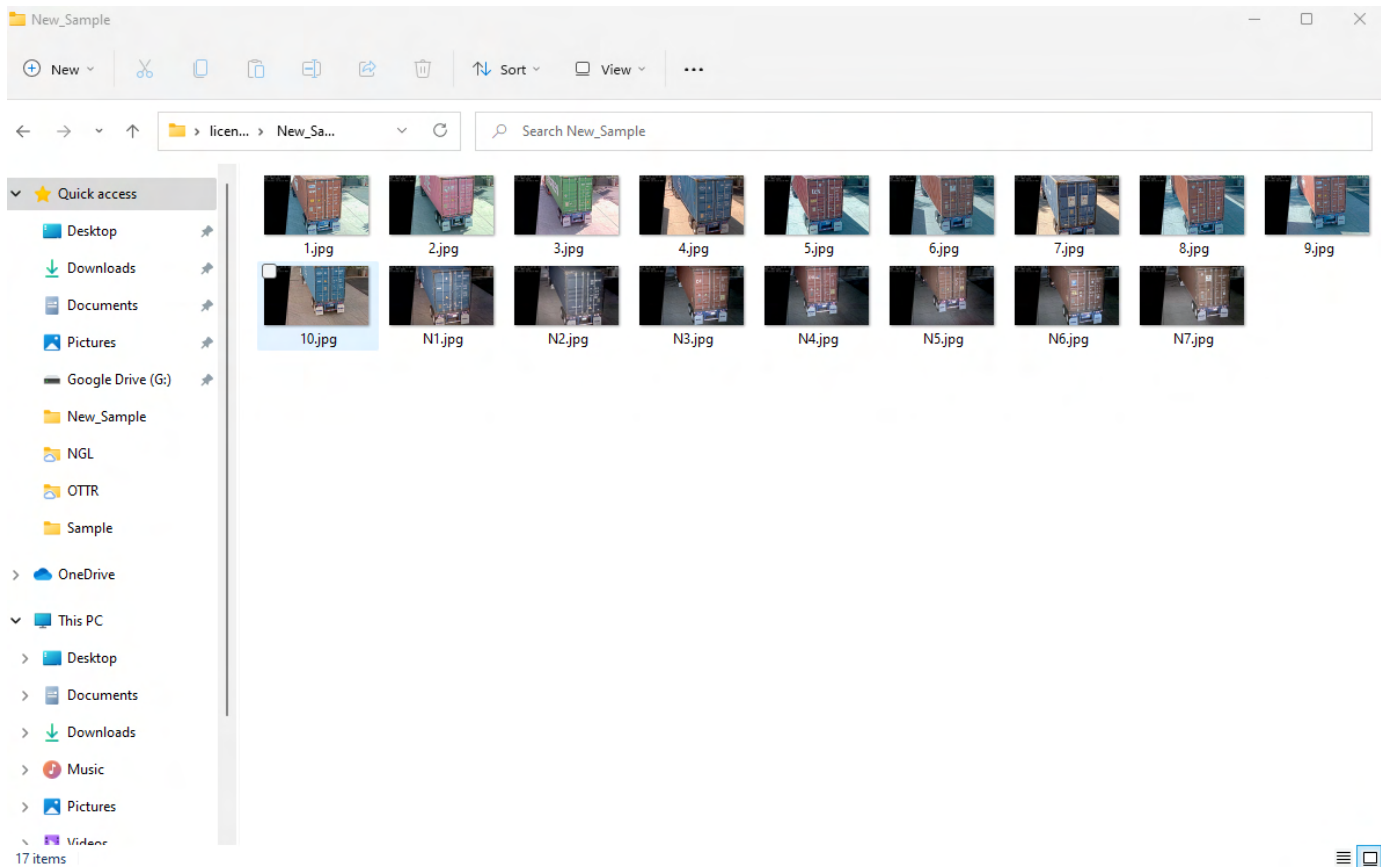 New_Sample
New
Sort
View
licen... > New_Sa...
Search New_Sample
Quick access
Desktop
Downloads
Documents
Pictures
Google Drive (G:)
New_Sample
NGL
OTTR
Sample
OneDrive
This PC
Desktop
Documents
Downloads
Music
Pictures
Videos
1.jpg 2.jpg 3.jpg 4.jpg 5.jpg 6.jpg 7.jpg 8.jpg 9.jpg
10.jpg N1.jpg N2.jpg N3.jpg N4.jpg N5.jpg N6.jpg N7.jpg
17 items